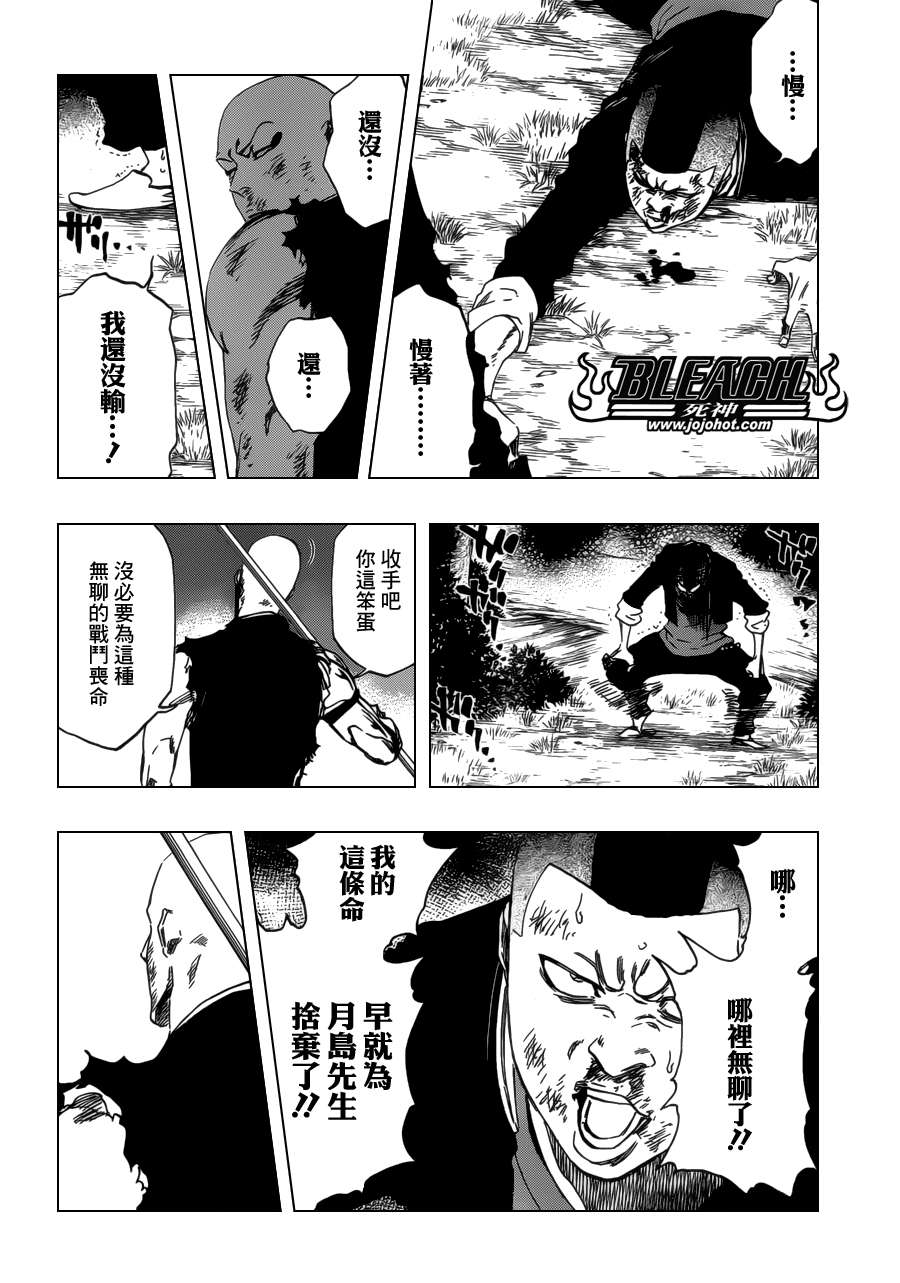 …慢…
慢著………
還沒…
還…
我還沒輸…!
BLEACH
死神
www.jojohot.com
收手吧
你這笨蛋
沒必要為這種
無聊的戰鬥喪命
哪…
哪裡無聊了!!
我的
這條命
早就為
月島先生
捨棄了!!